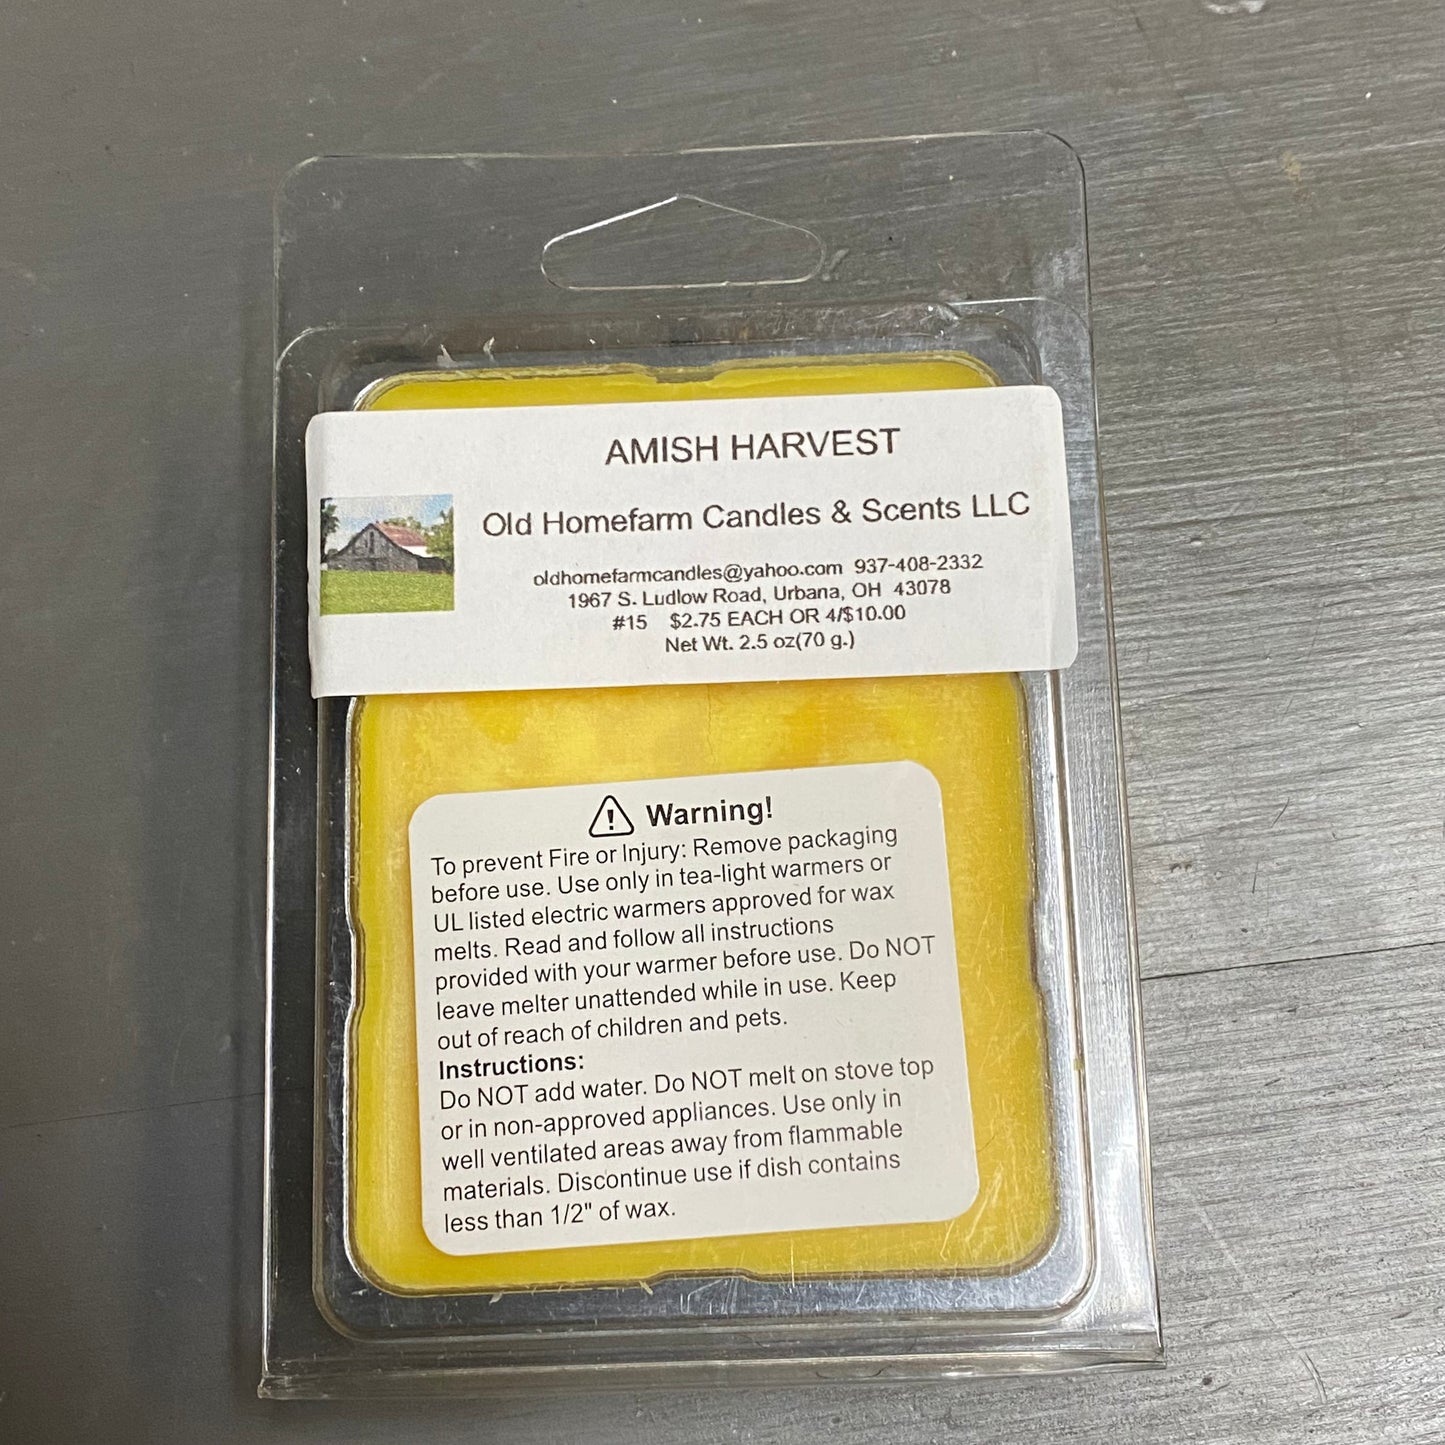 AMISH HARVEST
Old Homefarm Candles & Scents LLC
oldhomefarmcandles@yahoo.com 937-408-2332
1967 S. Ludlow Road, Urbana, OH 43078
#15 $2.75 EACH OR 4/$10.00
Net Wt. 2.5 oz(70 g.)
Warning!
To prevent Fire or Injury: Remove packaging
before use. Use only in tea-light warmers or
UL listed electric warmers approved for wax
melts. Read and follow all instructions
provided with your warmer before use. Do NOT
leave melter unattended while in use. Keep
out of reach of children and pets.
Instructions:
Do NOT add water. Do NOT melt on stove top
or in non-approved appliances. Use only in
well ventilated areas away from flammable
materials. Discontinue use if dish contains
less than 1/2" of wax.